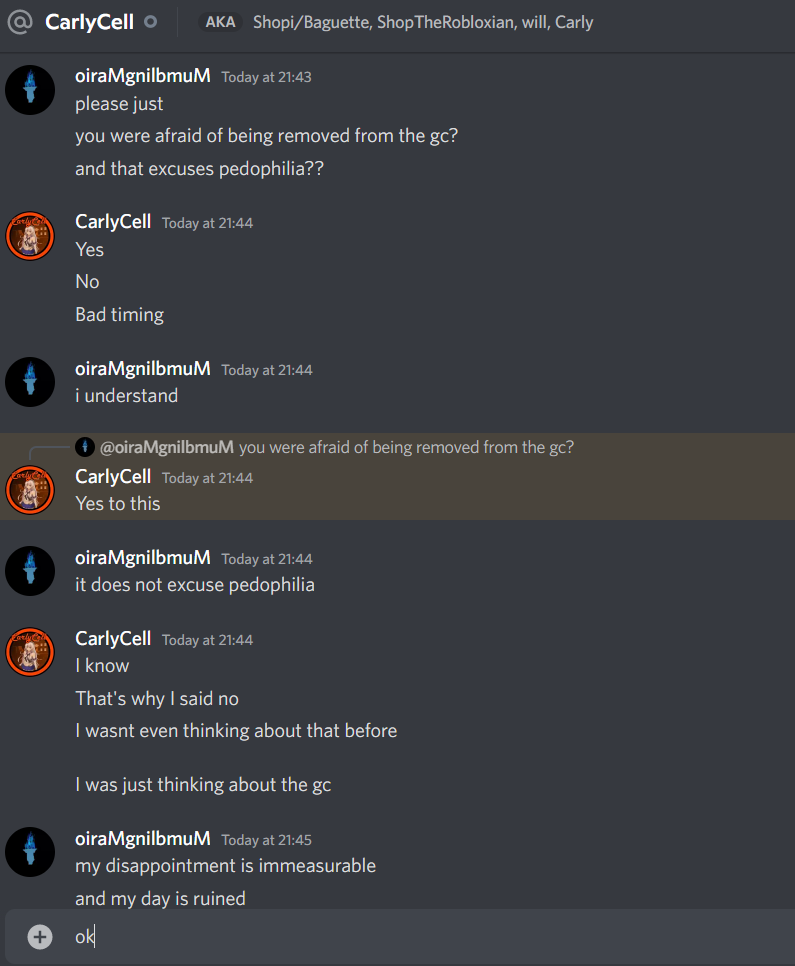 @ CarlyCell AKA Shopi/Baguette, ShopTheRobloxian, will, Carly
oiraMgnilbmuM Today at 21:43
please just
you were afraid of being removed from the gc?
and that excuses pedophilia??
CarlyCell Today at 21:44
Yes
No
Bad timing
oiraMgnilbmuM Today at 21:44
i understand
@oiraMgnilbmuM you were afraid of being removed from the gc?
CarlyCell Today at 21:44
Yes to this
oiraMgnilbmuM Today at 21:44
it does not excuse pedophilia
CarlyCell Today at 21:44
I know
That's why I said no
I wasnt even thinking about that before
I was just thinking about the gc
oiraMgnilbmuM Today at 21:45
my disappointment is immeasurable
and my day is ruined
ok